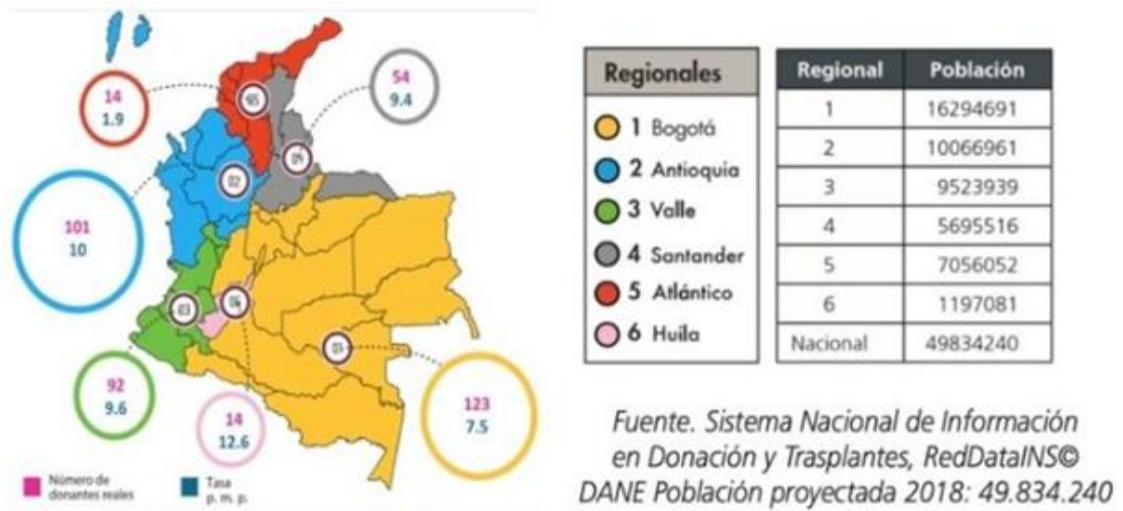 14
1.9
54
9.4
05
02
101
10
03
92
9.6
14
12.6
123
7.5
Número de
donantes reales
Tasa
p. m. p.
Regionales
1 Bogotá
2 Antioquia
3 Valle
4 Santander
5 Atlántico
6 Huila
Regional Población
1 16294691
2 10066961
3 9523939
4 5695516
5 7056052
6 1197081
Nacional 49834240
Fuente. Sistema Nacional de Información
en Donación y Trasplantes, RedDataINS©
DANE Población proyectada 2018: 49.834.240